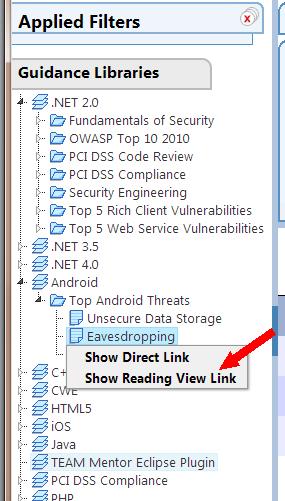 Applied Filters
Guidance Libraries
.NET 2.0
Fundamentals of Security
OWASP Top 10 2010
PCI DSS Code Review
PCI DSS Compliance
Security Engineering
Top 5 Rich Client Vulnerabilities
Top 5 Web Service Vulnerabilities
.NET 3.5
.NET 4.0
Android
Top Android Threats
Unsecure Data Storage
Eavesdropping
Show Direct Link
Show Reading View Link
CWE
HTML5
iOS
Java
TEAM Mentor Eclipse Plugin
PCI DSS Compliance
PHP